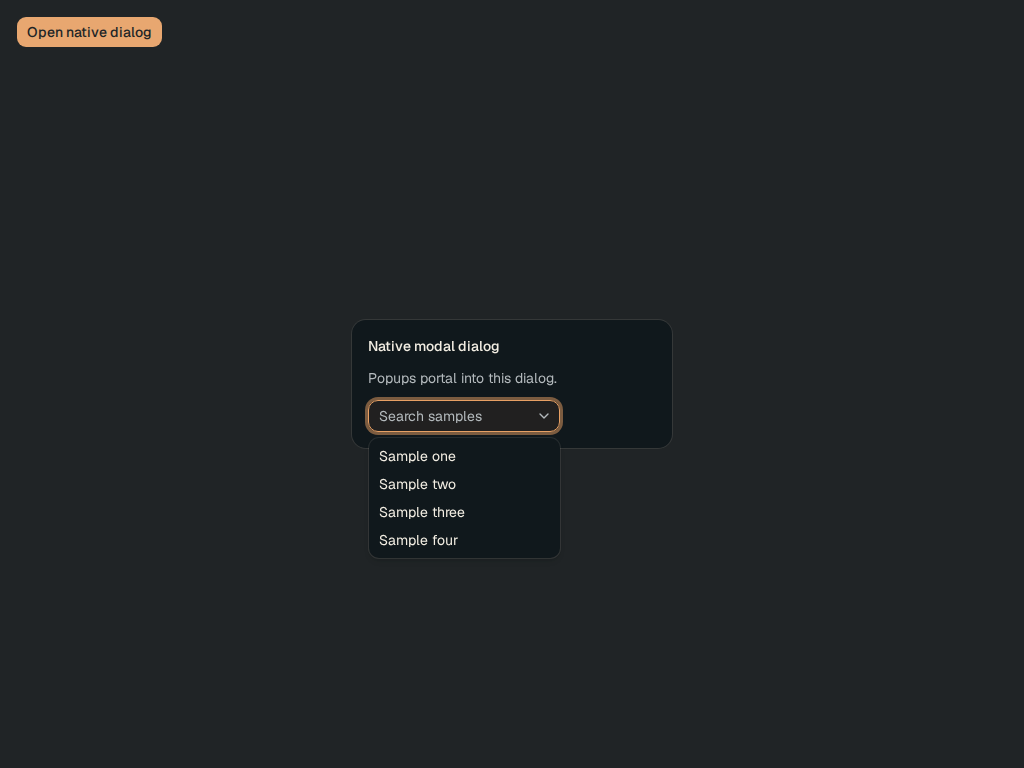 Open native dialog
Native modal dialog
Popups portal into this dialog.
Search samples
Sample one
Sample two
Sample three
Sample four